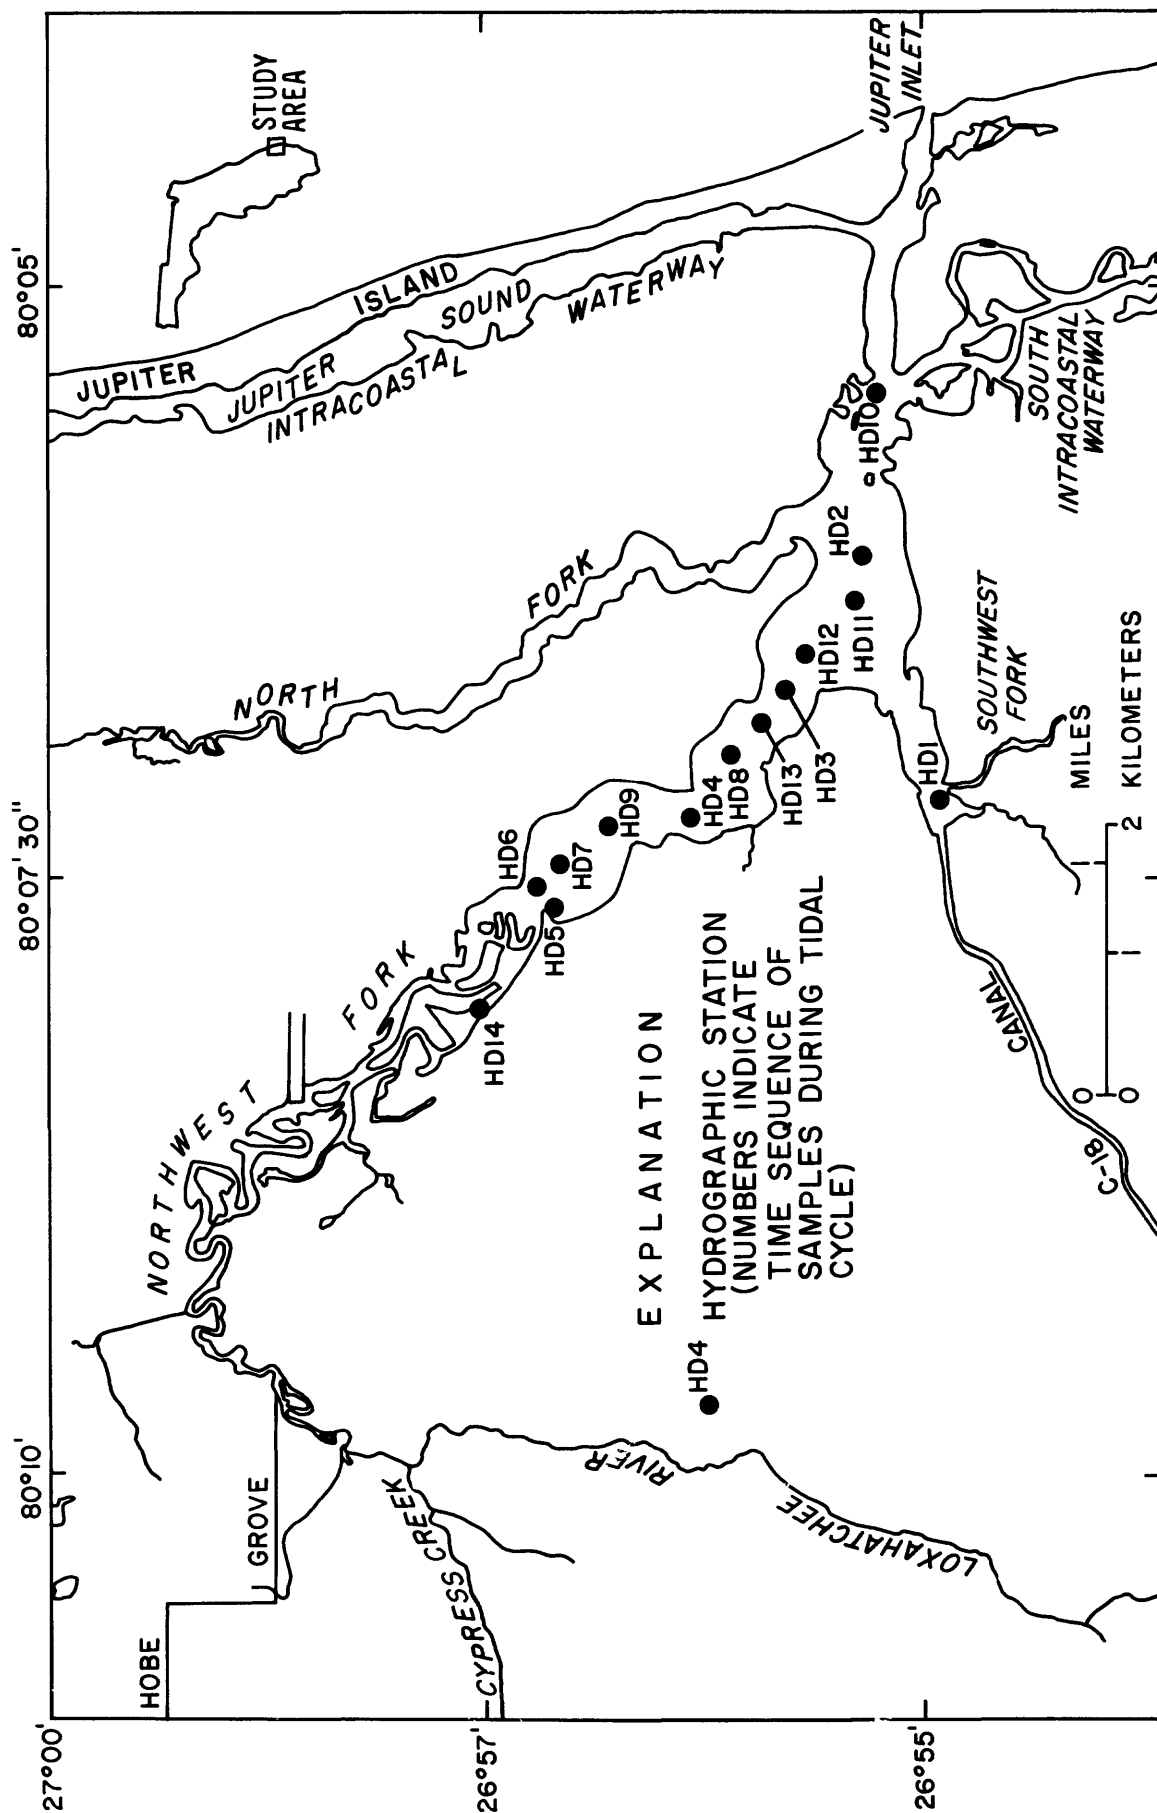 27°00'
26°57'
26°55'
80°10'
80°07'30"
80°05'
HOBE
GROVE
CYPRESS CREEK
LOXAHATCHEE
RIVER
NORTHWEST
FORK
NORTH
FORK
JUPITER
ISLAND
JUPITER
SOUND
INTRACOASTAL
WATERWAY
STUDY
AREA
JUPITER
INLET
SOUTH
INTRACOASTAL
WATERWAY
SOUTHWEST
FORK
C-18
CANAL
HD14
HD5
HD6
HD7
HD9
HD4
HD8
HD13
HD3
HD12
HD11
HD2
HD10
HD1
EXPLANATION
HD4
HYDROGRAPHIC STATION
(NUMBERS INDICATE
TIME SEQUENCE OF
SAMPLES DURING TIDAL
CYCLE)
0 1 MILES
0 1 2 KILOMETERS